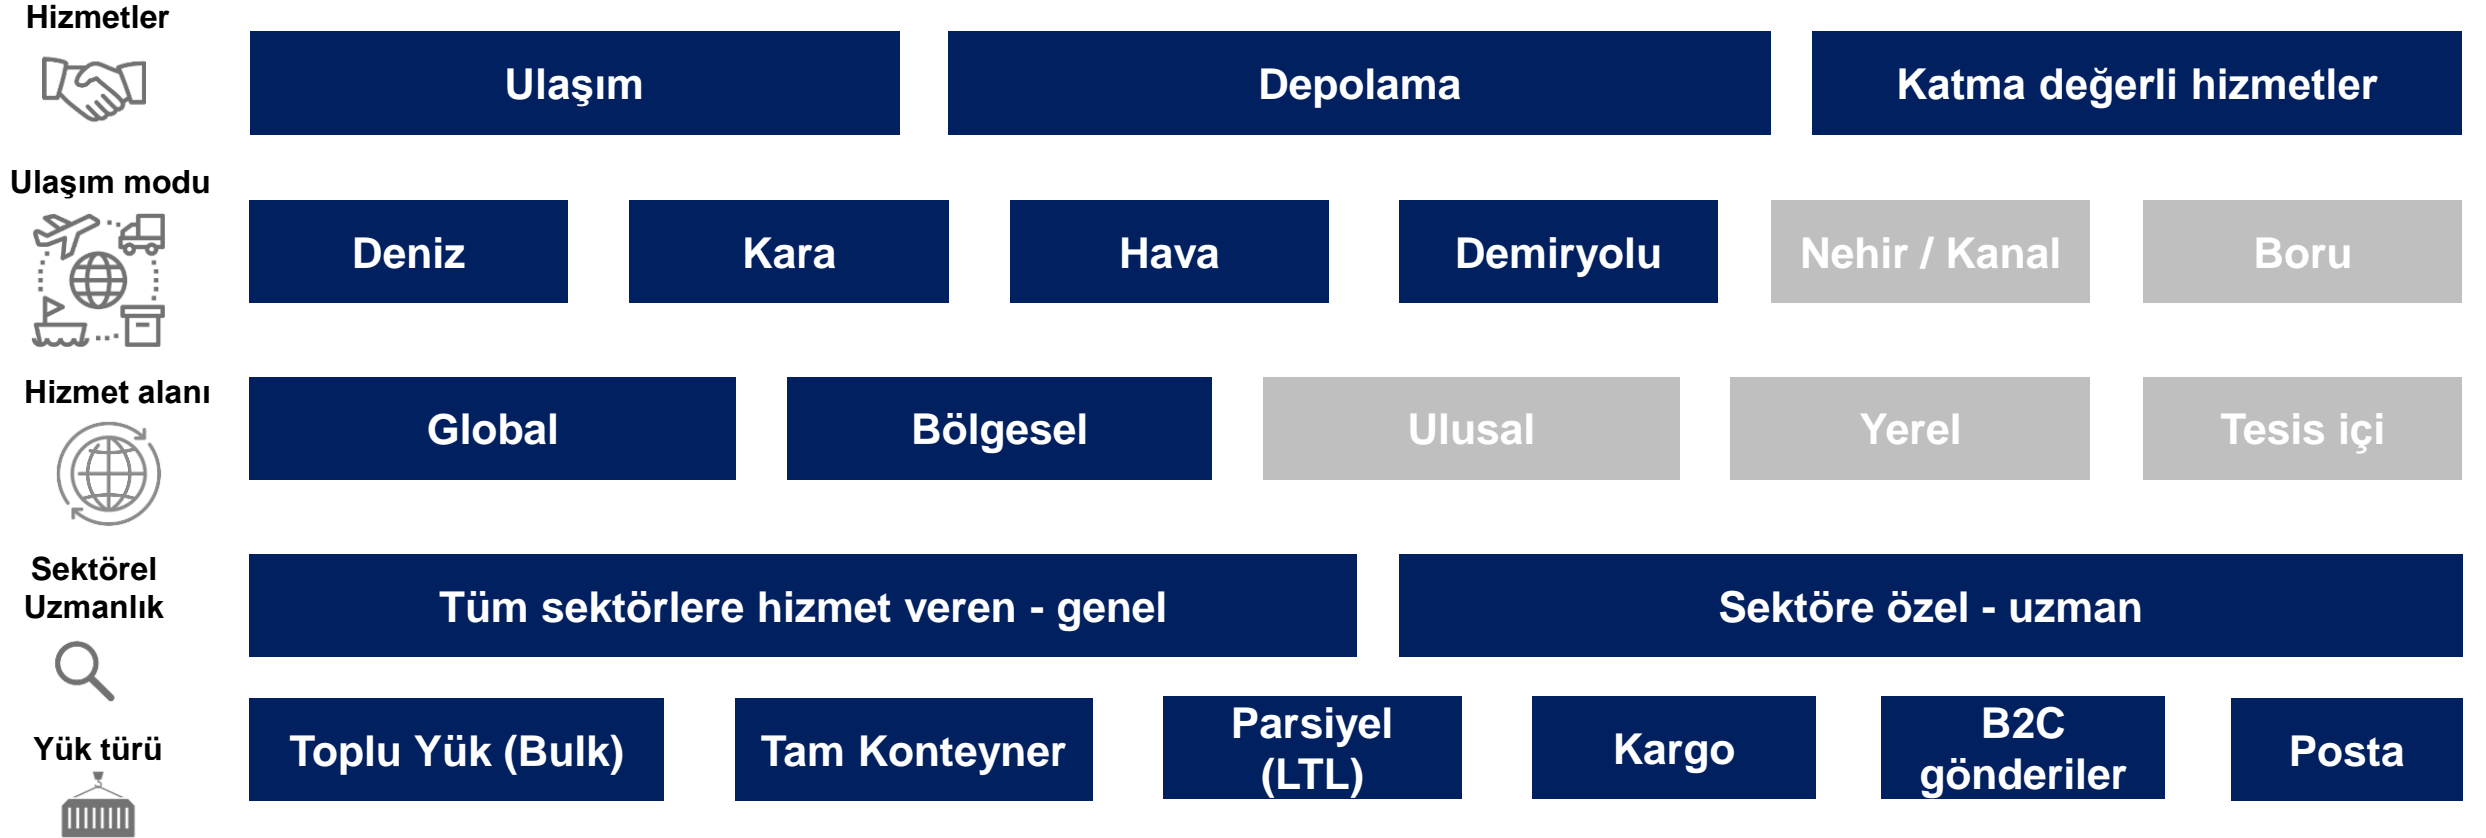 Hizmetler
Ulaşım
Depolama
Katma değerli hizmetler
Ulaşım modu
Deniz
Kara
Hava
Demiryolu
Nehir / Kanal
Boru
Hizmet alanı
Global
Bölgesel
Ulusal
Yerel
Tesis içi
Sektörel
Uzmanlık
Tüm sektörlere hizmet veren - genel
Sektöre özel - uzman
Yük türü
Toplu Yük (Bulk)
Tam Konteyner
Parsiyel
(LTL)
Kargo
B2C
gönderiler
Posta